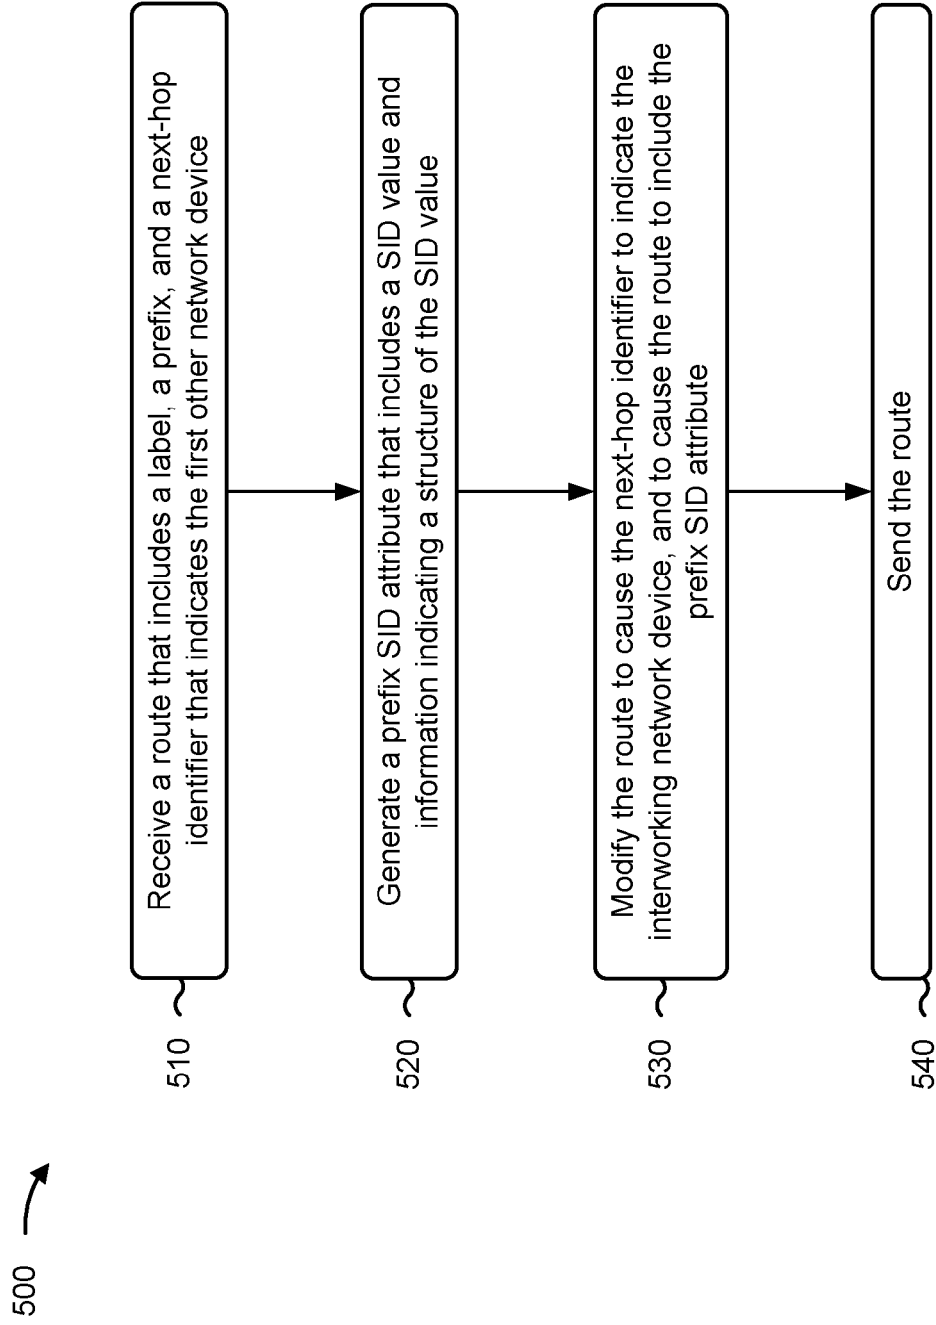 500
510
Receive a route that includes a label, a prefix, and a next-hop
identifier that indicates the first other network device
520
Generate a prefix SID attribute that includes a SID value and
information indicating a structure of the SID value
530
Modify the route to cause the next-hop identifier to indicate the
interworking network device, and to cause the route to include the
prefix SID attribute
540
Send the route